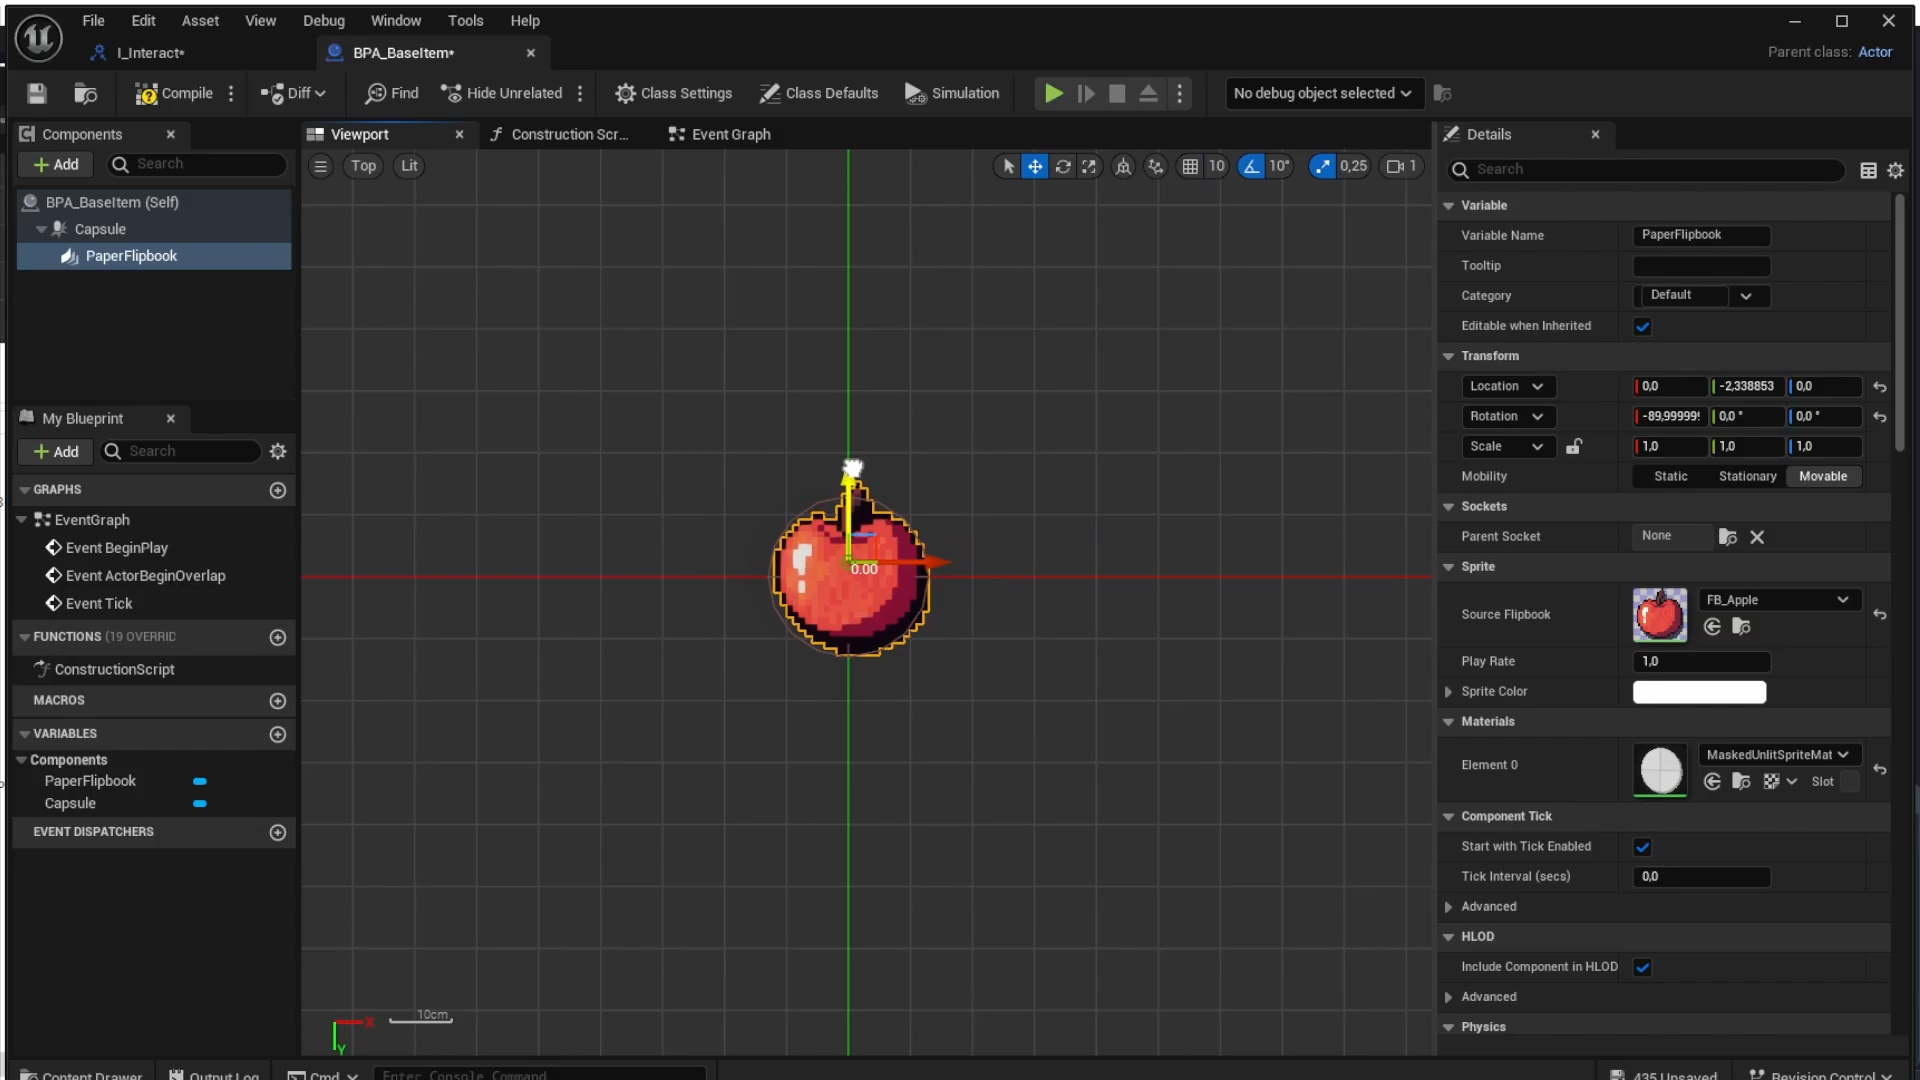 File Edit Asset View Debug Window Tools Help
I_Interact*
BPA_BaseItem*
Parent class: Actor
Compile
Diff
Find
Hide Unrelated
Class Settings
Class Defaults
Simulation
No debug object selected
Components
Add
Search
BPA_BaseItem (Self)
Capsule
PaperFlipbook
My Blueprint
Add
Search
GRAPHS
EventGraph
Event BeginPlay
Event ActorBeginOverlap
Event Tick
FUNCTIONS (19 OVERRID
ConstructionScript
MACROS
VARIABLES
Components
PaperFlipbook
Capsule
EVENT DISPATCHERS
Viewport
Construction Scr...
Event Graph
Top
Lit
10
10°
0,25
1
0.00
10cm
X
Y
Details
Search
Variable
Variable Name PaperFlipbook
Tooltip
Category Default
Editable when Inherited
Transform
Location 0,0 -2,338853 0,0
Rotation -89,99999 0,0 ° 0,0 °
Scale 1,0 1,0 1,0
Mobility Static Stationary Movable
Sockets
Parent Socket None
Sprite
Source Flipbook FB_Apple
Play Rate 1,0
Sprite Color
Materials
Element 0 MaskedUnlitSpriteMat
Slot
Component Tick
Start with Tick Enabled
Tick Interval (secs) 0,0
Advanced
HLOD
Include Component in HLOD
Advanced
Physics
Content Drawer
Output Log
Cmd
Enter Console Command
435 Unsaved
Revision Control